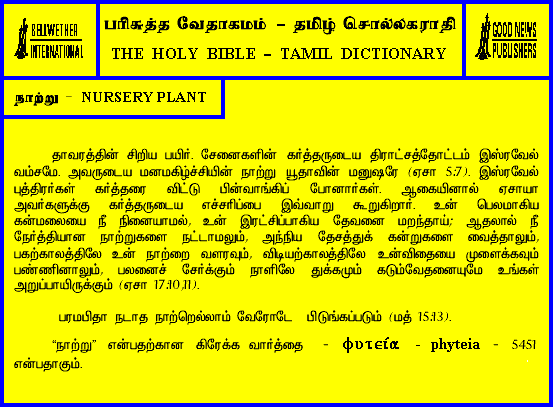 BELLWETHER
INTERNATIONAL
பரிசுத்த வேதாகமம் – தமிழ் சொல்லகராதி
THE HOLY BIBLE – TAMIL DICTIONARY
GOOD NEWS
PUBLISHERS
நாற்று – NURSERY PLANT
தாவரத்தின் சிறிய பயிர். சேனைகளின் கர்த்தருடைய திராட்சத்தோட்டம் இஸ்ரவேல்
வம்சமே. அவருடைய மனமகிழ்ச்சியின் நாற்று யூதாவின் மனுஷரே (ஏசா 5:7). இஸ்ரவேல்
புத்திரர்கள் கர்த்தரை விட்டு பின்வாங்கிப் போனார்கள். ஆகையினால் ஏசாயா
அவர்களுக்கு கர்த்தருடைய எச்சரிப்பை இவ்வாறு கூறுகிறார். உன் பெலமாகிய
கன்மலையை நீ நினையாமல், உன் இரட்சிப்பாகிய தேவனை மறந்தாய்; ஆதலால் நீ
நேர்த்தியான நாற்றுகளை நட்டாமலும், அந்நிய தேசத்துக் கன்றுகளை வைத்தாலும்,
பகற்காலத்திலே உன் நாற்றை வளரவும், விடியற்காலத்திலே உன்விதையை முளைக்கவும்
பண்ணினாலும், பலனைச் சேர்க்கும் நாளிலே துக்கமும் கடும்வேதனையுமே உங்கள்
அறுப்பாயிருக்கும் (ஏசா 17:10,11).
பரமபிதா நடாத நாற்றெல்லாம் வேரோடே பிடுங்கப்படும் (மத் 15:13).
“நாற்று” என்பதற்கான கிரேக்க வார்த்தை - φυτεία - phyteia - 5451
என்பதாகும்.